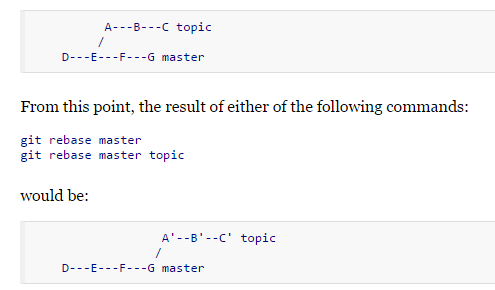 A---B---C topic
/
D---E---F---G master
From this point, the result of either of the following commands:
git rebase master
git rebase master topic
would be:
A'--B'--C' topic
/
D---E---F---G master